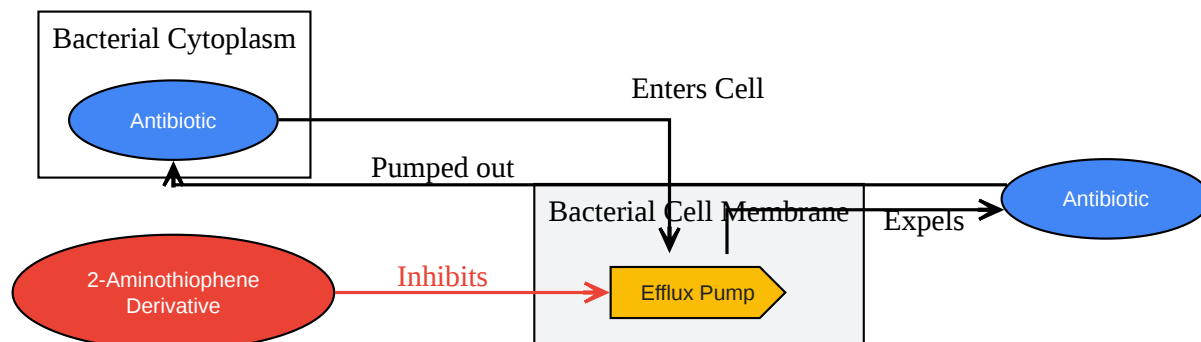 Bacterial Cytoplasm
Antibiotic
Enters Cell
Pumped out
Antibiotic
Bacterial Cell Membrane
Expels
2-Aminothiophene
Derivative
Inhibits
Efflux Pump